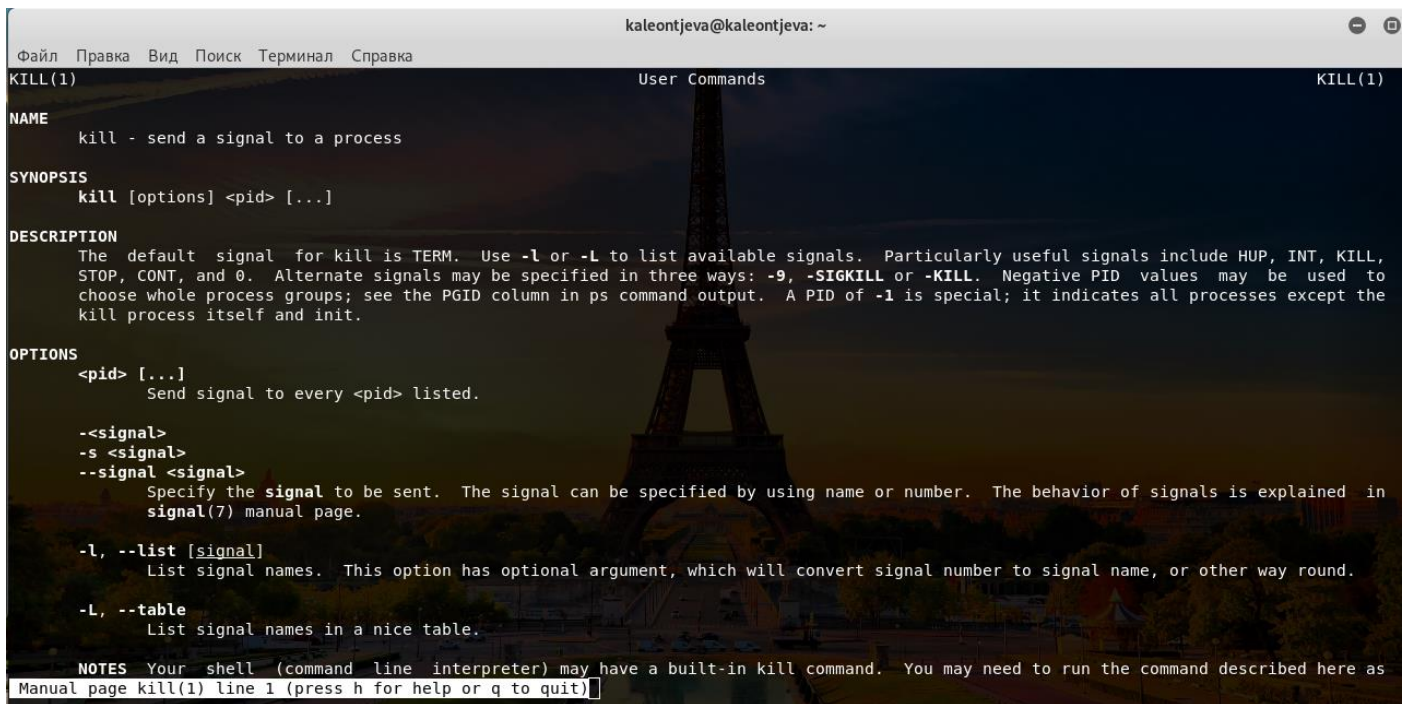 kaleontjeva@kaleontjeva: ~
Файл Правка Вид Поиск Терминал Справка
KILL(1) User Commands KILL(1)
NAME
kill - send a signal to a process
SYNOPSIS
kill [options] <pid> [...]
DESCRIPTION
The default signal for kill is TERM. Use -l or -L to list available signals. Particularly useful signals include HUP, INT, KILL,
STOP, CONT, and 0. Alternate signals may be specified in three ways: -9, -SIGKILL or -KILL. Negative PID values may be used to
choose whole process groups; see the PGID column in ps command output. A PID of -1 is special; it indicates all processes except the
kill process itself and init.
OPTIONS
<pid> [...]
Send signal to every <pid> listed.
-<signal>
-s <signal>
--signal <signal>
Specify the signal to be sent. The signal can be specified by using name or number. The behavior of signals is explained in
signal(7) manual page.
-l, --list [signal]
List signal names. This option has optional argument, which will convert signal number to signal name, or other way round.
-L, --table
List signal names in a nice table.
NOTES Your shell (command line interpreter) may have a built-in kill command. You may need to run the command described here as
Manual page kill(1) line 1 (press h for help or q to quit)